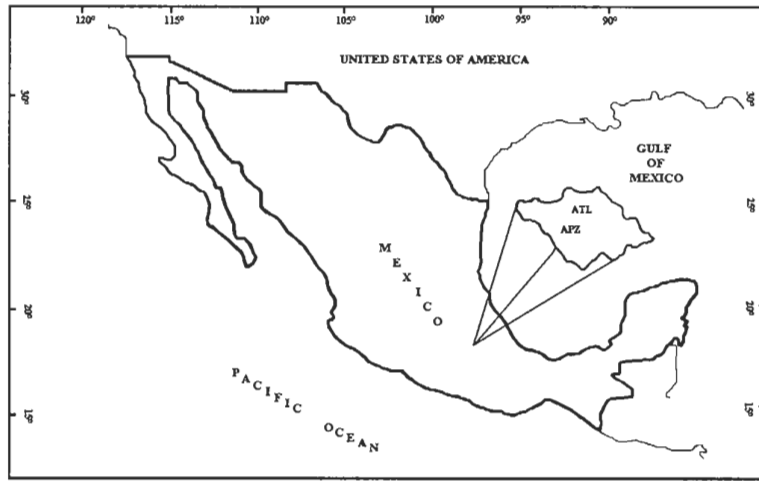 120° 115° 110° 105° 100° 95° 90°
UNITED STATES OF AMERICA
30° 30°
GULF
OF
MEXICO
25° 25°
ATL
APZ
MEXICO
20° 20°
PACIFIC OCEAN
15° 15°